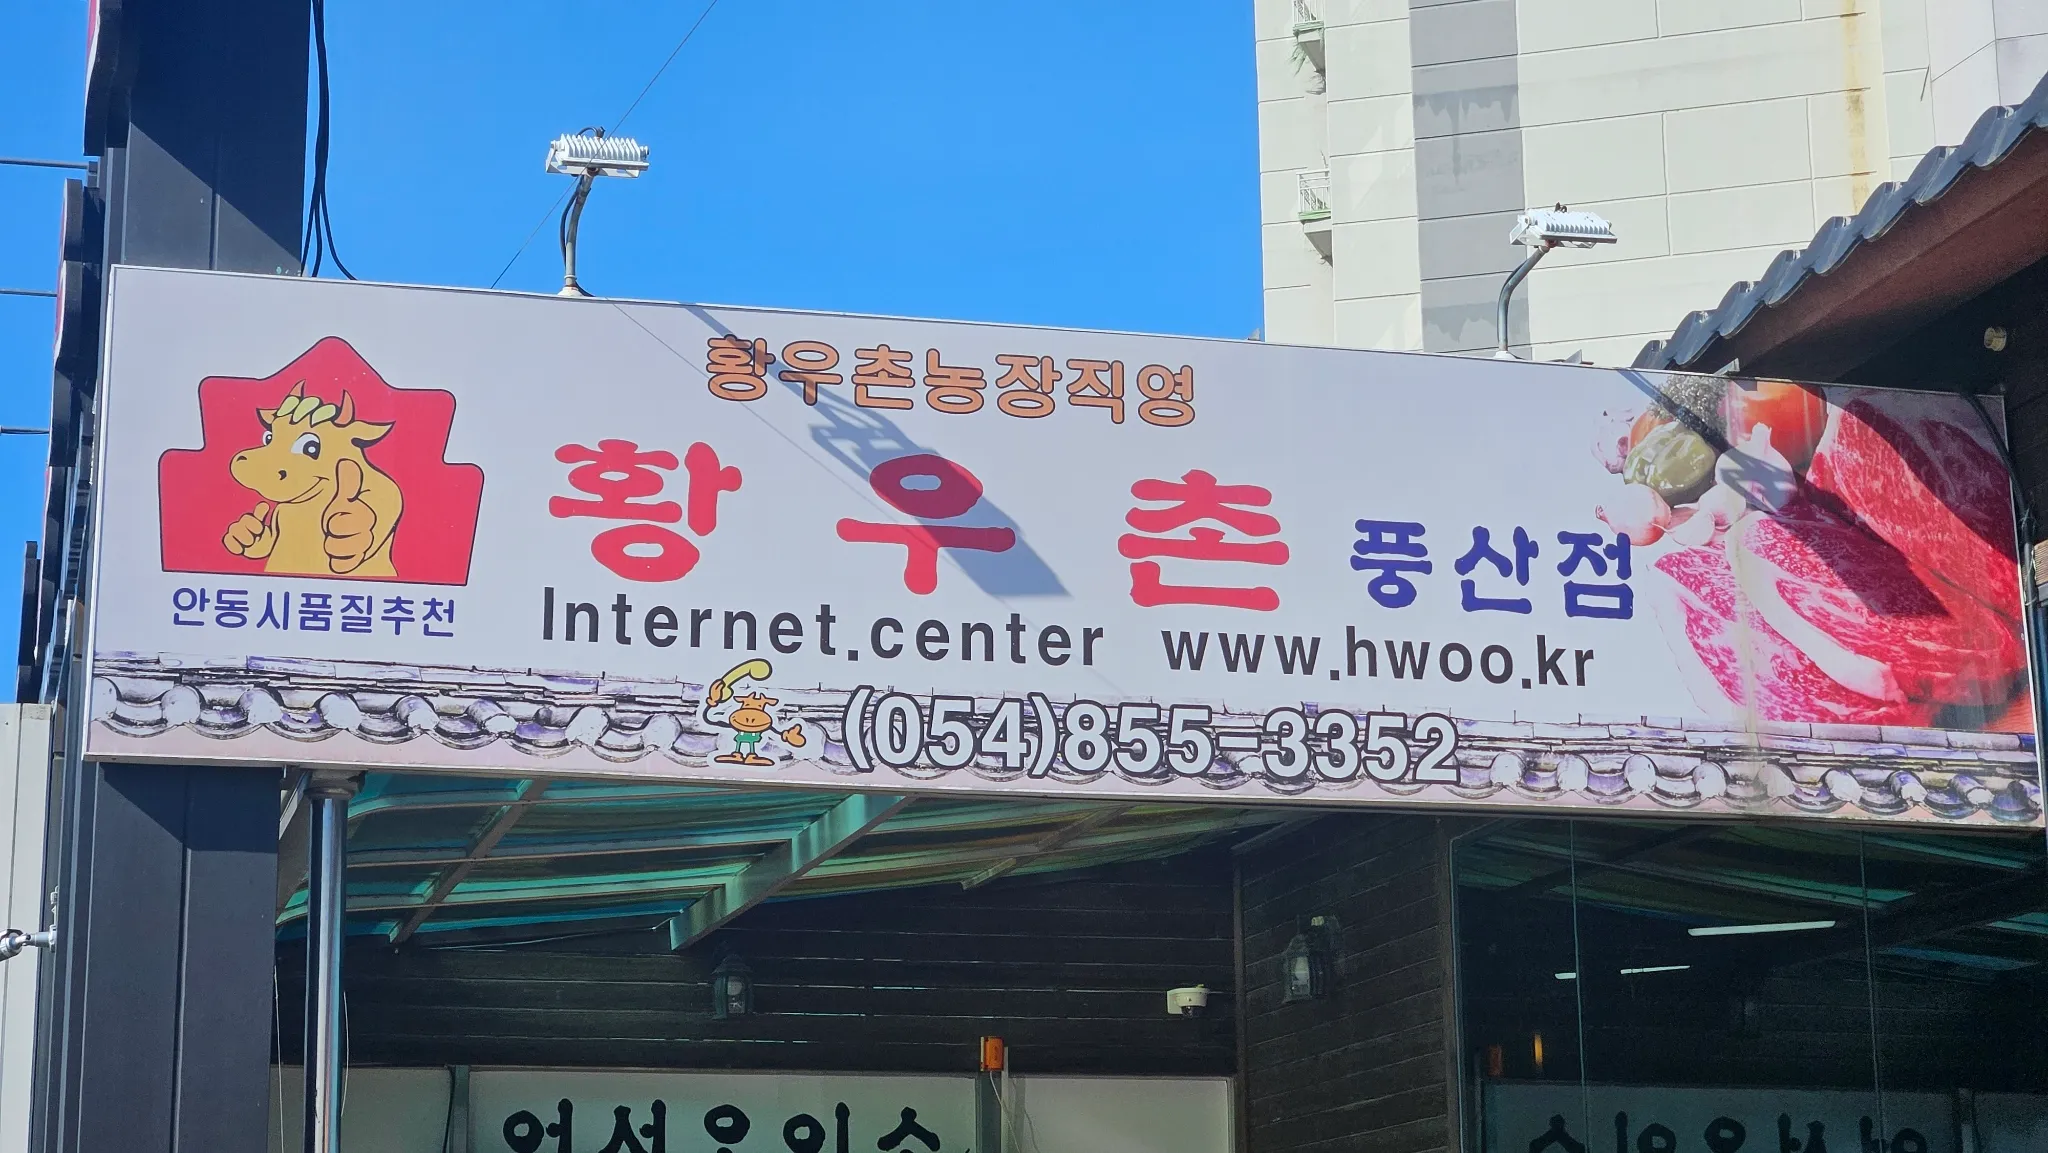 황우촌농장직영
황우촌 풍산점
안동시품질추천
Internet.center www.hwoo.kr
(054)855-3352